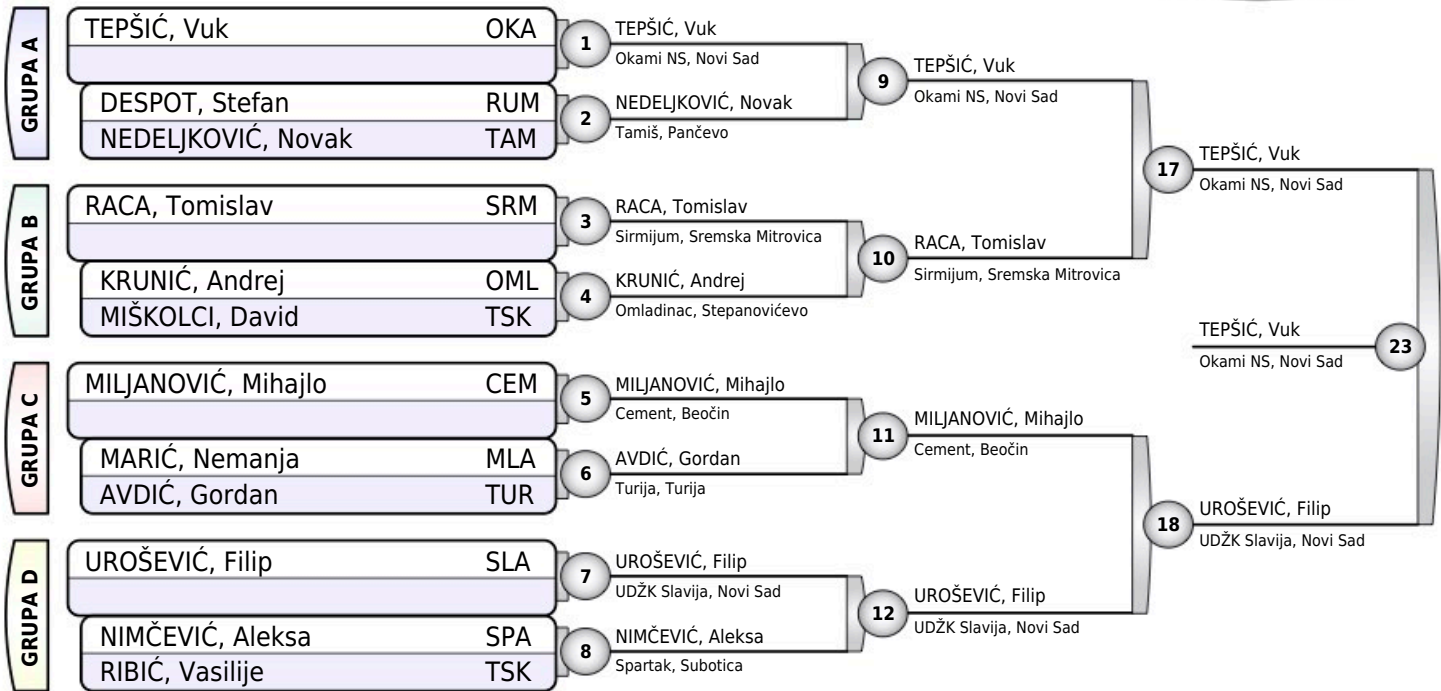 GRUPA A
TEPŠIĆ, Vuk OKA
DESPOT, Stefan RUM
NEDELJKOVIĆ, Novak TAM
GRUPA B
RACA, Tomislav SRM
KRUNIĆ, Andrej OML
MIŠKOLCI, David TSK
GRUPA C
MILJANOVIĆ, Mihajlo CEM
MARIĆ, Nemanja MLA
AVDIĆ, Gordan TUR
GRUPA D
UROŠEVIĆ, Filip SLA
NIMČEVIĆ, Aleksa SPA
RIBIĆ, Vasilije TSK
1
TEPŠIĆ, Vuk
Okami NS, Novi Sad
2
NEDELJKOVIĆ, Novak
Tamiš, Pančevo
3
RACA, Tomislav
Sirmijum, Sremska Mitrovica
4
KRUNIĆ, Andrej
Omladinac, Stepanovićevo
5
MILJANOVIĆ, Mihajlo
Cement, Beočin
6
AVDIĆ, Gordan
Turija, Turija
7
UROŠEVIĆ, Filip
UDŽK Slavija, Novi Sad
8
NIMČEVIĆ, Aleksa
Spartak, Subotica
9
TEPŠIĆ, Vuk
Okami NS, Novi Sad
10
RACA, Tomislav
Sirmijum, Sremska Mitrovica
11
MILJANOVIĆ, Mihajlo
Cement, Beočin
12
UROŠEVIĆ, Filip
UDŽK Slavija, Novi Sad
17
TEPŠIĆ, Vuk
Okami NS, Novi Sad
18
UROŠEVIĆ, Filip
UDŽK Slavija, Novi Sad
TEPŠIĆ, Vuk
Okami NS, Novi Sad
23